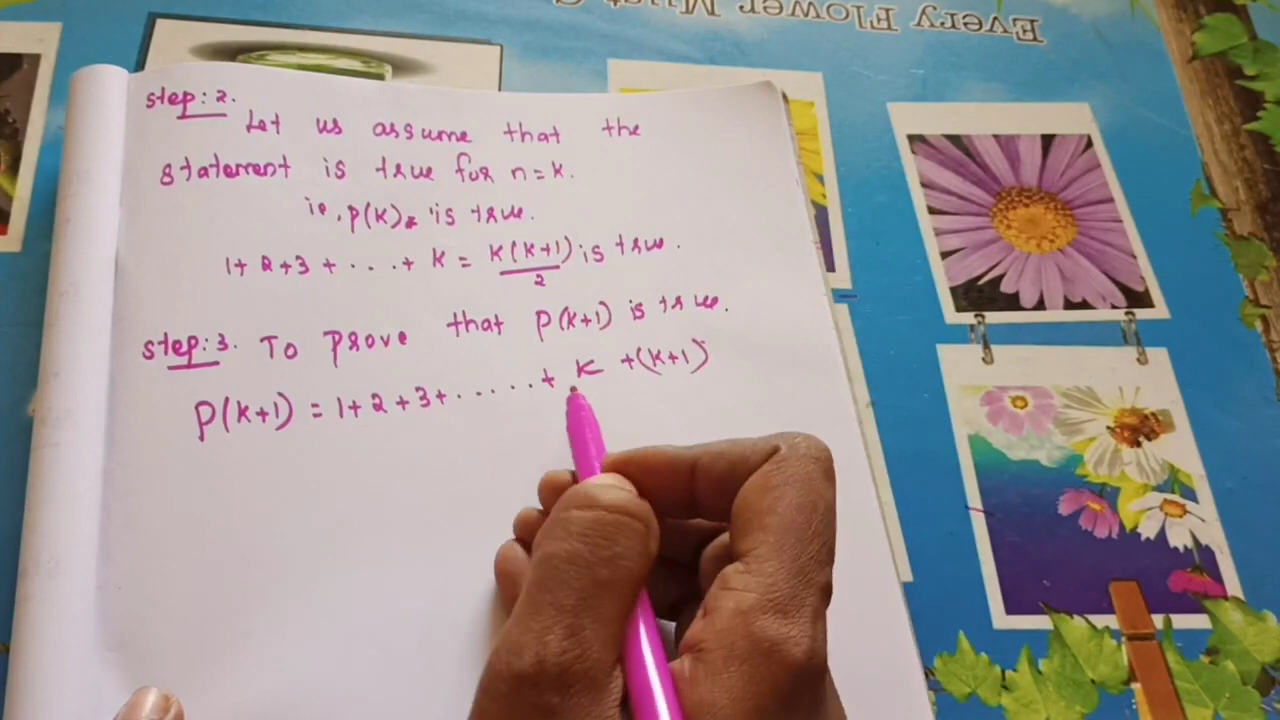 Every Flower Must G
step: 2.
Let us assume that the
statement is true for n = k.
ie, p(k) is true.
1+ 2+3 + ... + k = k(k+1)/2 is true.
step: 3. To prove that p(k+1) is true.
p(k+1) = 1+2+3+......+ k +(k+1)